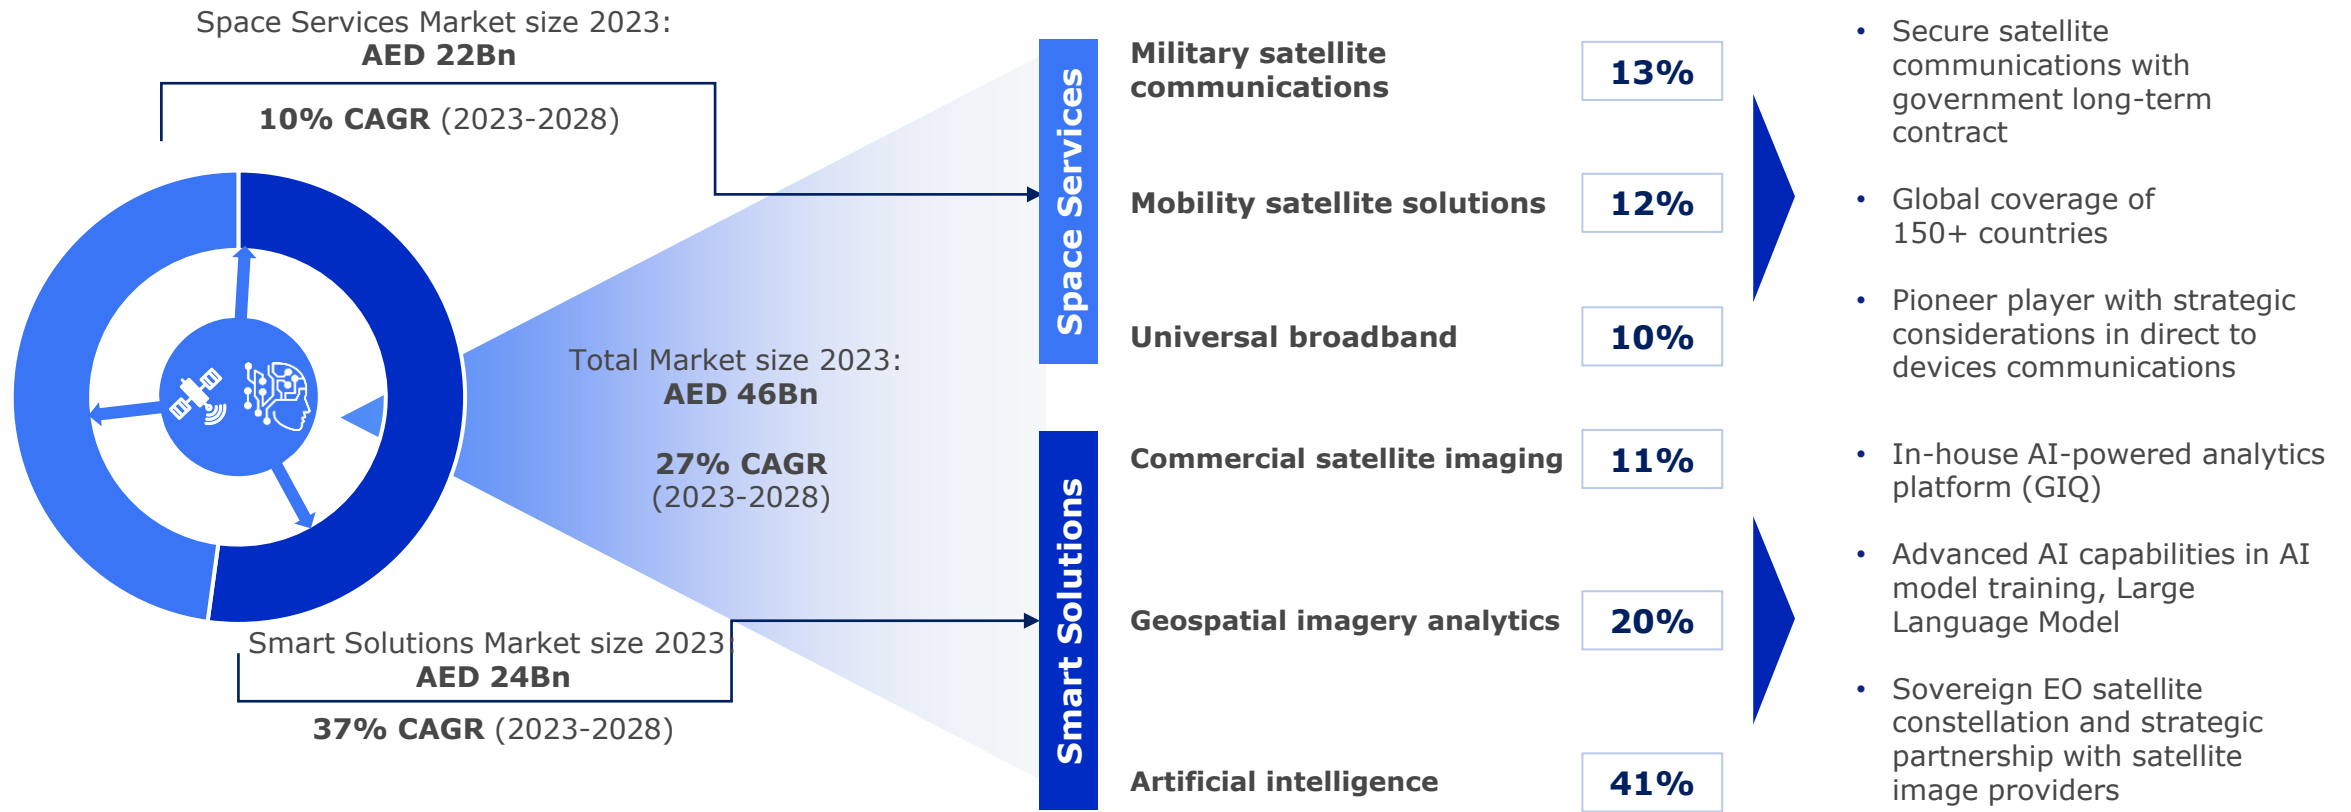 Space Services Market size 2023:
AED 22Bn
10% CAGR (2023-2028)
Total Market size 2023:
AED 46Bn
27% CAGR
(2023-2028)
Smart Solutions Market size 2023:
AED 24Bn
37% CAGR (2023-2028)
Space Services
Military satellite
communications
13%
Mobility satellite solutions
12%
Universal broadband
10%
• Secure satellite
communications with
government long-term
contract
• Global coverage of
150+ countries
• Pioneer player with strategic
considerations in direct to
devices communications
Smart Solutions
Commercial satellite imaging
11%
Geospatial imagery analytics
20%
Artificial intelligence
41%
• In-house AI-powered analytics
platform (GIQ)
• Advanced AI capabilities in AI
model training, Large
Language Model
• Sovereign EO satellite
constellation and strategic
partnership with satellite
image providers